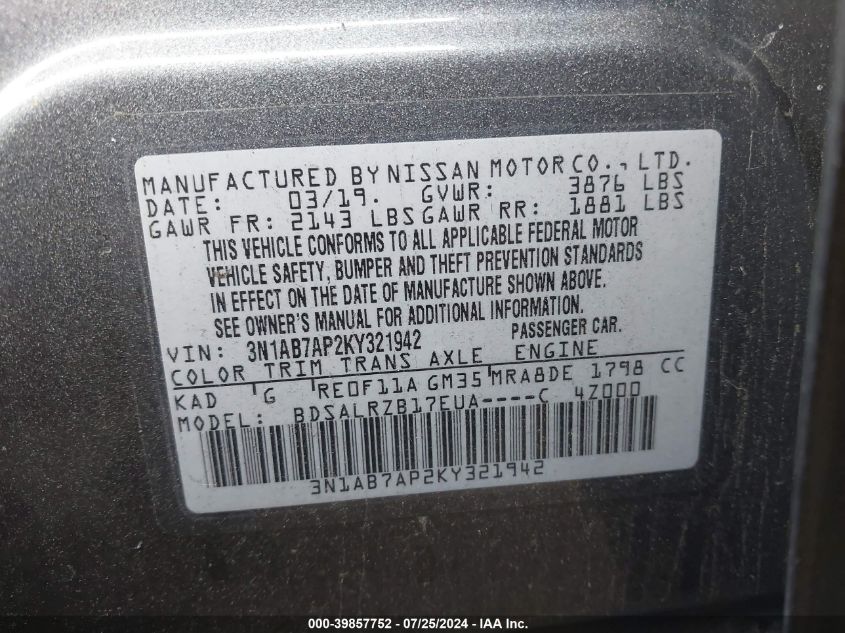 MANUFACTURED BY NISSAN MOTOR CO., LTD.
DATE: 03/19. GVWR: 3876 LBS
GAWR FR: 2143 LBS GAWR RR: 1881 LBS
THIS VEHICLE CONFORMS TO ALL APPLICABLE FEDERAL MOTOR
VEHICLE SAFETY, BUMPER AND THEFT PREVENTION STANDARDS
IN EFFECT ON THE DATE OF MANUFACTURE SHOWN ABOVE.
SEE OWNER'S MANUAL FOR ADDITIONAL INFORMATION.
VIN: 3N1AB7AP2KY321942 PASSENGER CAR.
COLOR TRIM TRANS AXLE ENGINE
KAD G RE0F11A GM35 MRA8DE 1798 CC
MODEL: BDSALRZB17EUA----C 4Z000
3N1AB7AP2KY321942
000-39857752 - 07/25/2024 - IAA Inc.